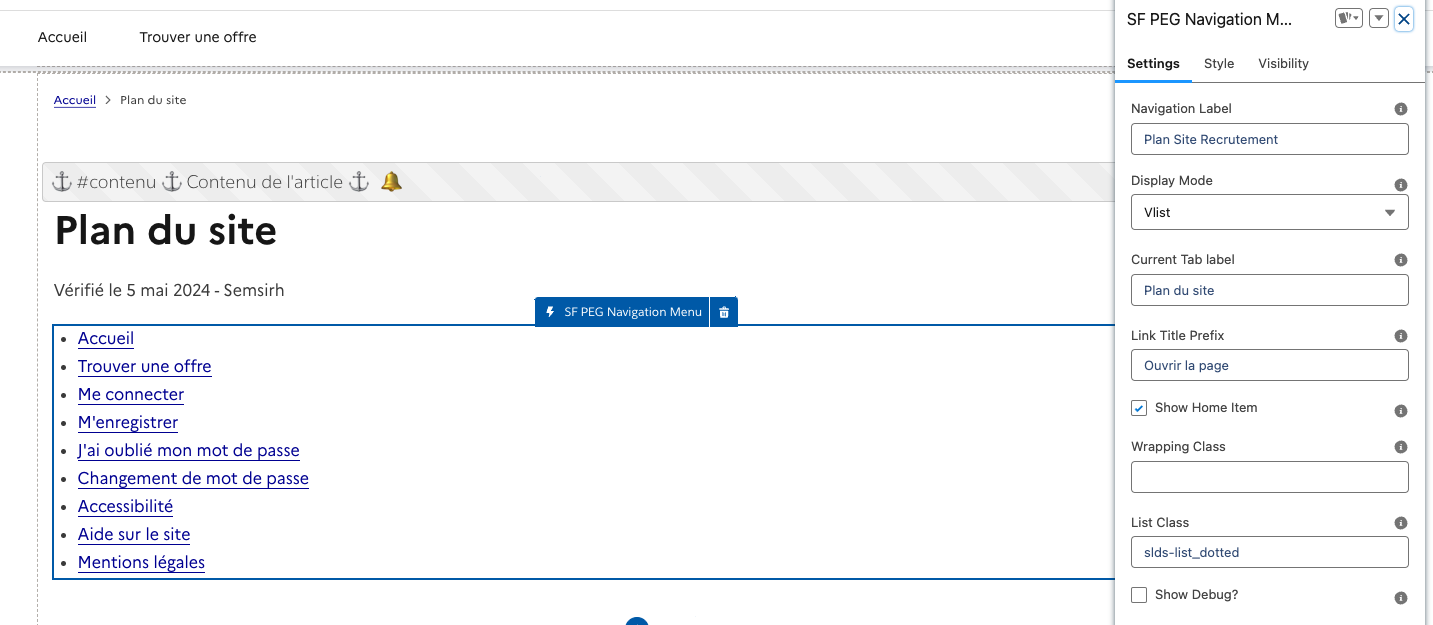 Accueil
Trouver une offre
Accueil > Plan du site
#contenu Contenu de l'article
Plan du site
Vérifié le 5 mai 2024 - Semsirh
SF PEG Navigation Menu
Accueil
Trouver une offre
Me connecter
M'enregistrer
J'ai oublié mon mot de passe
Changement de mot de passe
Accessibilité
Aide sur le site
Mentions légales
SF PEG Navigation M...
Settings Style Visibility
Navigation Label
Plan Site Recrutement
Display Mode
Vlist
Current Tab label
Plan du site
Link Title Prefix
Ouvrir la page
Show Home Item
Wrapping Class
List Class
slds-list_dotted
Show Debug?